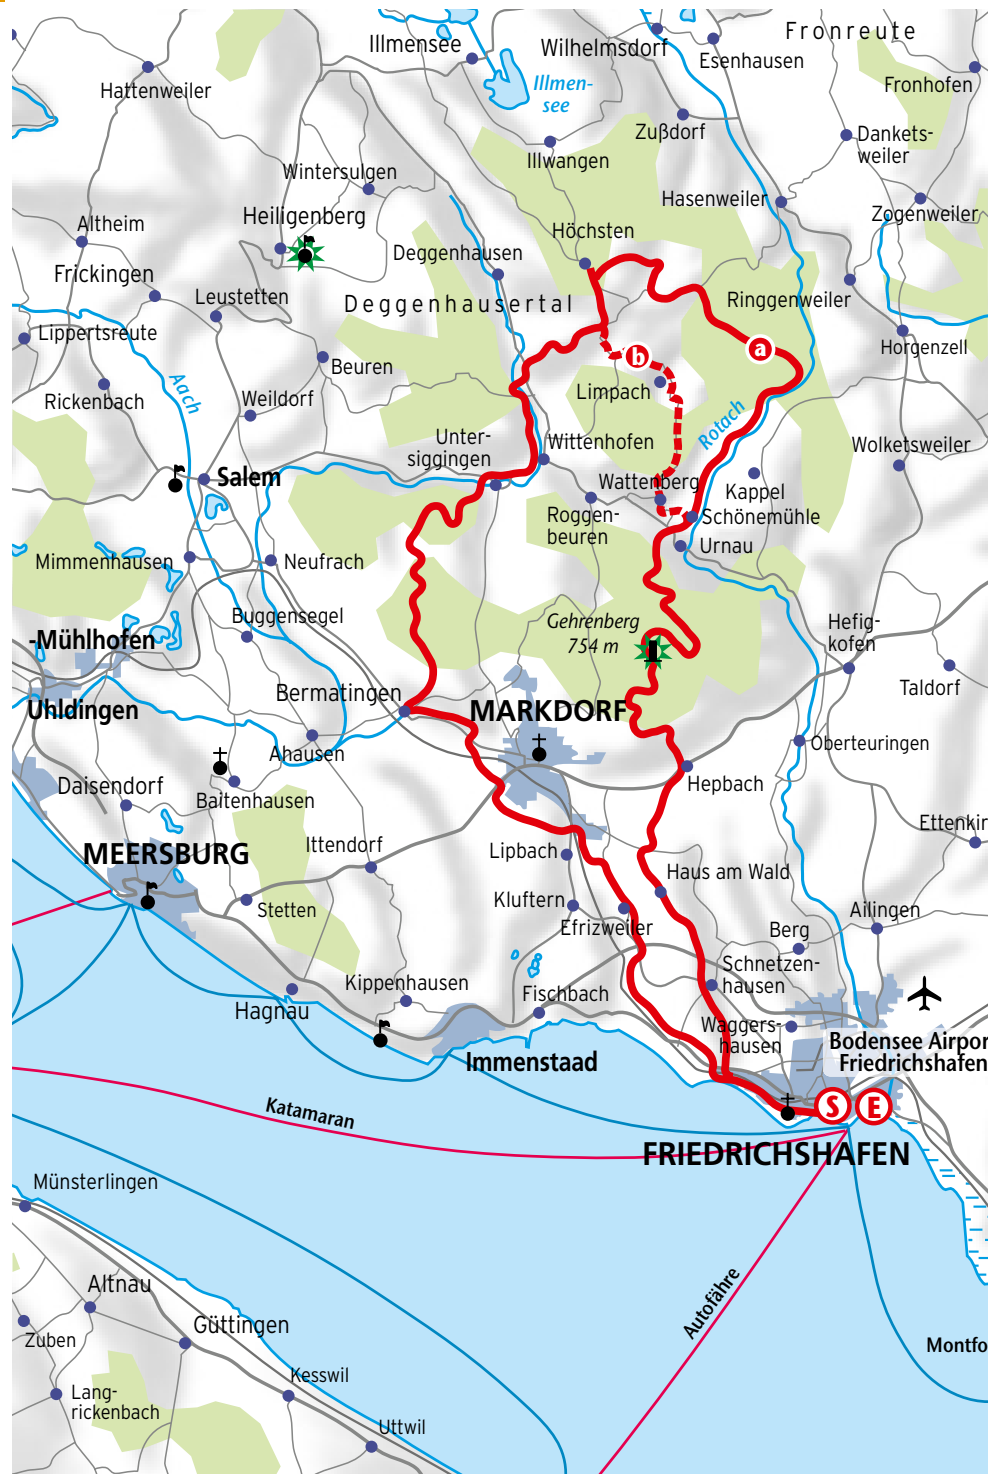 Fronreute
Illmensee
Wilhelmsdorf
Esenhausen
Hattenweiler
Illmen-
see
Fronhofen
Zußdorf
Dankets-
weiler
Illwangen
Wintersulgen
Hasenweiler
Zogenweiler
Heiligenberg
Altheim
Höchsten
Deggenhausen
Frickingen
Leustetten
Deggenhausertal
Ringgenweiler
Lippertsreute
Horgenzell
Beuren
b
a
Aach
Rickenbach
Weildorf
Limpach
Rotach
Unter-
siggingen
Wittenhofen
Wolketsweiler
Salem
Wattenberg
Kappel
Roggen-
beuren
Schönemühle
Urnau
Mimmenhausen
Neufrach
Buggensegel
Gehrenberg
754 m
Hefig-
kofen
-Mühlhofen
Taldorf
Bermatingen
Uhldingen
MARKDORF
Ahausen
Oberteuringen
Daisendorf
Baitenhausen
Hepbach
Ettenkir
MEERSBURG
Ittendorf
Lipbach
Haus am Wald
Stetten
Kluftern
Ailingen
Efrizweiler
Berg
Schnetzen-
hausen
Kippenhausen
Fischbach
Hagnau
Waggers-
hausen
Bodensee Airpor
Friedrichshafen
Immenstaad
Katamaran
S
E
FRIEDRICHSHAFEN
Münsterlingen
Altnau
Autofähre
Güttingen
Zuben
Montfo
Kesswil
Lang-
rickenbach
Uttwil